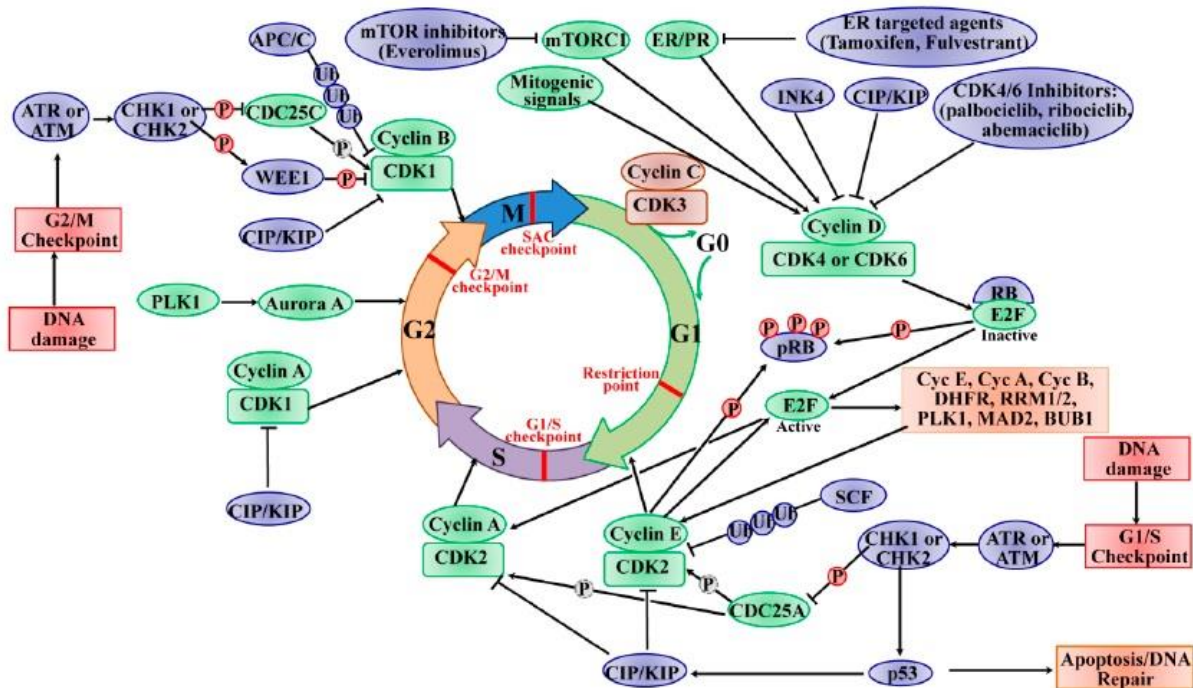 APC/C
Ub
Ub
Ub
mTOR inhibitors
(Everolimus)
mTORC1
ER/PR
ER targeted agents
(Tamoxifen, Fulvestrant)
Mitogenic
signals
INK4
CIP/KIP
CDK4/6 Inhibitors:
(palbociclib, ribociclib,
abemaciclib)
ATR or
ATM
CHK1 or
CHK2
P
CDC25C
P
P
Cyclin B
CDK1
WEE1
P
CIP/KIP
G2/M
Checkpoint
DNA
damage
Cyclin C
CDK3
M
SAC
checkpoint
G0
Cyclin D
CDK4 or CDK6
G2/M
checkpoint
PLK1
Aurora A
G2
G1
RB
E2F
Inactive
P
P
P
P
pRB
Cyclin A
CDK1
Restriction
point
Cyc E, Cyc A, Cyc B,
DHFR, RRM1/2,
PLK1, MAD2, BUB1
E2F
Active
P
G1/S
checkpoint
S
CIP/KIP
DNA
damage
Cyclin A
CDK2
Cyclin E
CDK2
Ub
Ub
Ub
SCF
CHK1 or
CHK2
ATR or
ATM
G1/S
Checkpoint
P
P
P
CDC25A
CIP/KIP
p53
Apoptosis/DNA
Repair